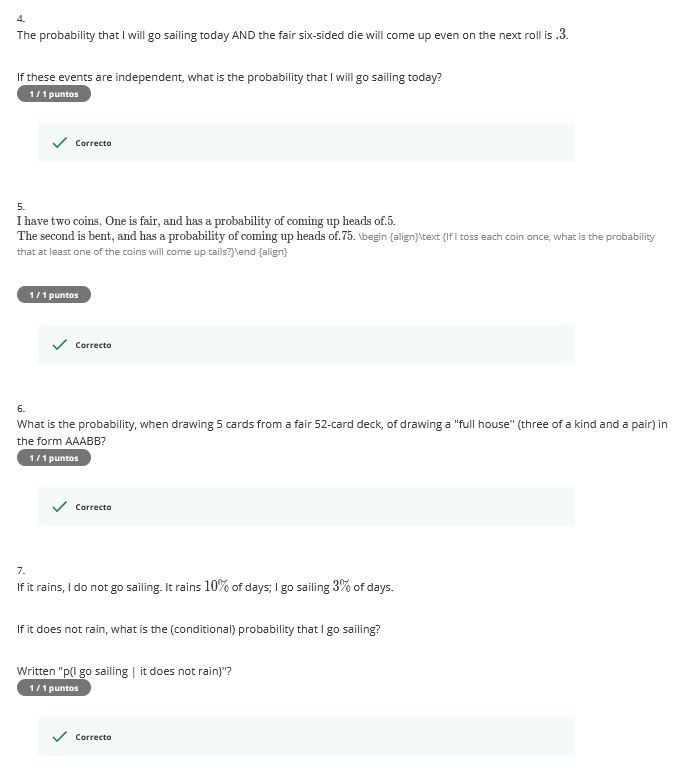 4.
The probability that I will go sailing today AND the fair six-sided die will come up even on the next roll is .3.
If these events are independent, what is the probability that I will go sailing today?
1 / 1 puntos
Correcto
5.
I have two coins. One is fair, and has a probability of coming up heads of.5.
The second is bent, and has a probability of coming up heads of.75. \begin {align}\text {If I toss each coin once, what is the probability
that at least one of the coins will come up tails?}\end {align}
1 / 1 puntos
Correcto
6.
What is the probability, when drawing 5 cards from a fair 52-card deck, of drawing a "full house" (three of a kind and a pair) in
the form AAABB?
1 / 1 puntos
Correcto
7.
If it rains, I do not go sailing. It rains 10% of days; I go sailing 3% of days.
If it does not rain, what is the (conditional) probability that I go sailing?
Written "p(I go sailing | it does not rain)"?
1 / 1 puntos
Correcto